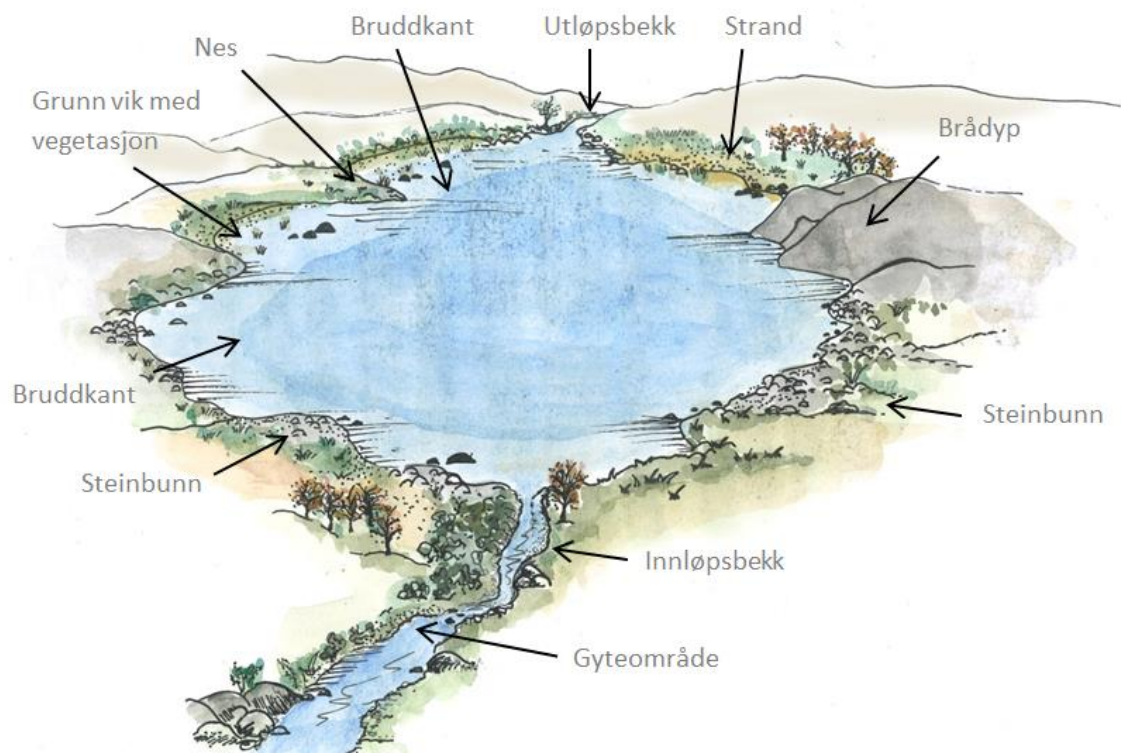 Bruddkant
Utløpsbekk
Strand
Nes
Grunn vik med
vegetasjon
Brådyp
Bruddkant
Steinbunn
Steinbunn
Innløpsbekk
Gyteområde